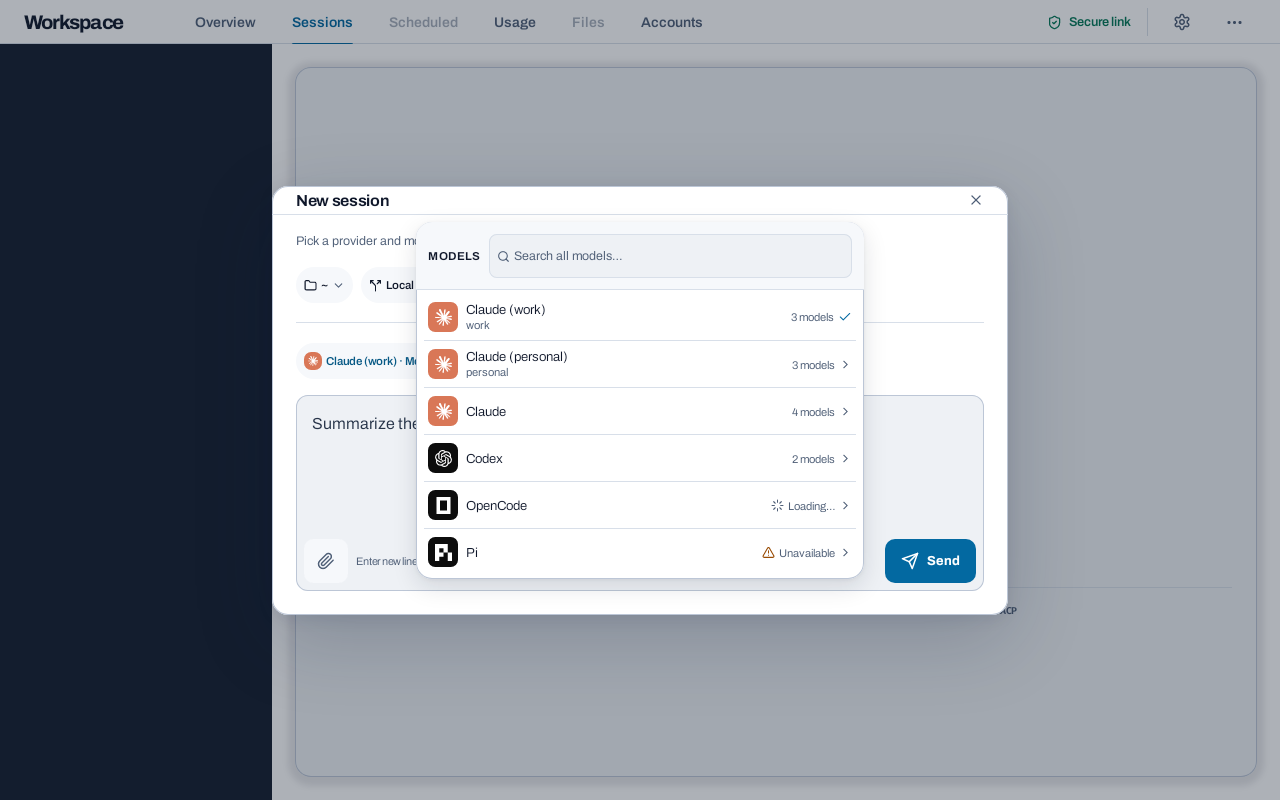 Workspace
Overview
Sessions
Scheduled
Usage
Files
Accounts
Secure link
New session
Pick a provider and
MODELS
Search all models...
~
Local
Claude (work)
work
3 models
Claude (work) ·
Claude (personal)
personal
3 models
Claude
4 models
Summarize the
Codex
2 models
OpenCode
Loading...
Pi
Unavailable
Enter new line
Send